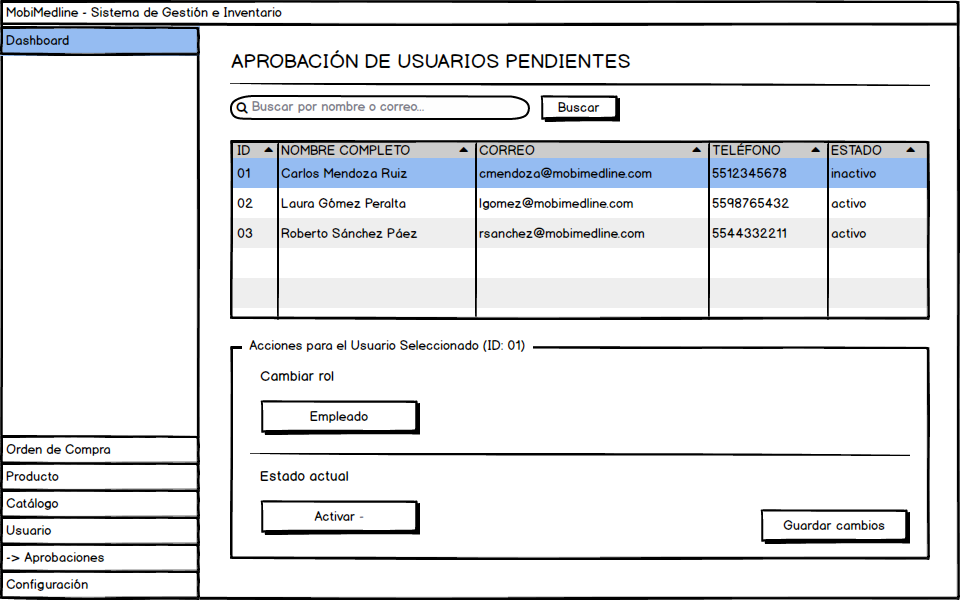 MobiMedline - Sistema de Gestión e Inventario
Dashboard
Orden de Compra
Producto
Catálogo
Usuario
-> Aprobaciones
Configuración
APROBACIÓN DE USUARIOS PENDIENTES
Buscar por nombre o correo... Buscar
ID NOMBRE COMPLETO CORREO TELÉFONO ESTADO
01 Carlos Mendoza Ruiz cmendoza@mobimedline.com 5512345678 inactivo
02 Laura Gómez Peralta lgomez@mobimedline.com 5598765432 activo
03 Roberto Sánchez Páez rsanchez@mobimedline.com 5544332211 activo
Acciones para el Usuario Seleccionado (ID: 01)
Cambiar rol
Empleado
Estado actual
Activar -
Guardar cambios